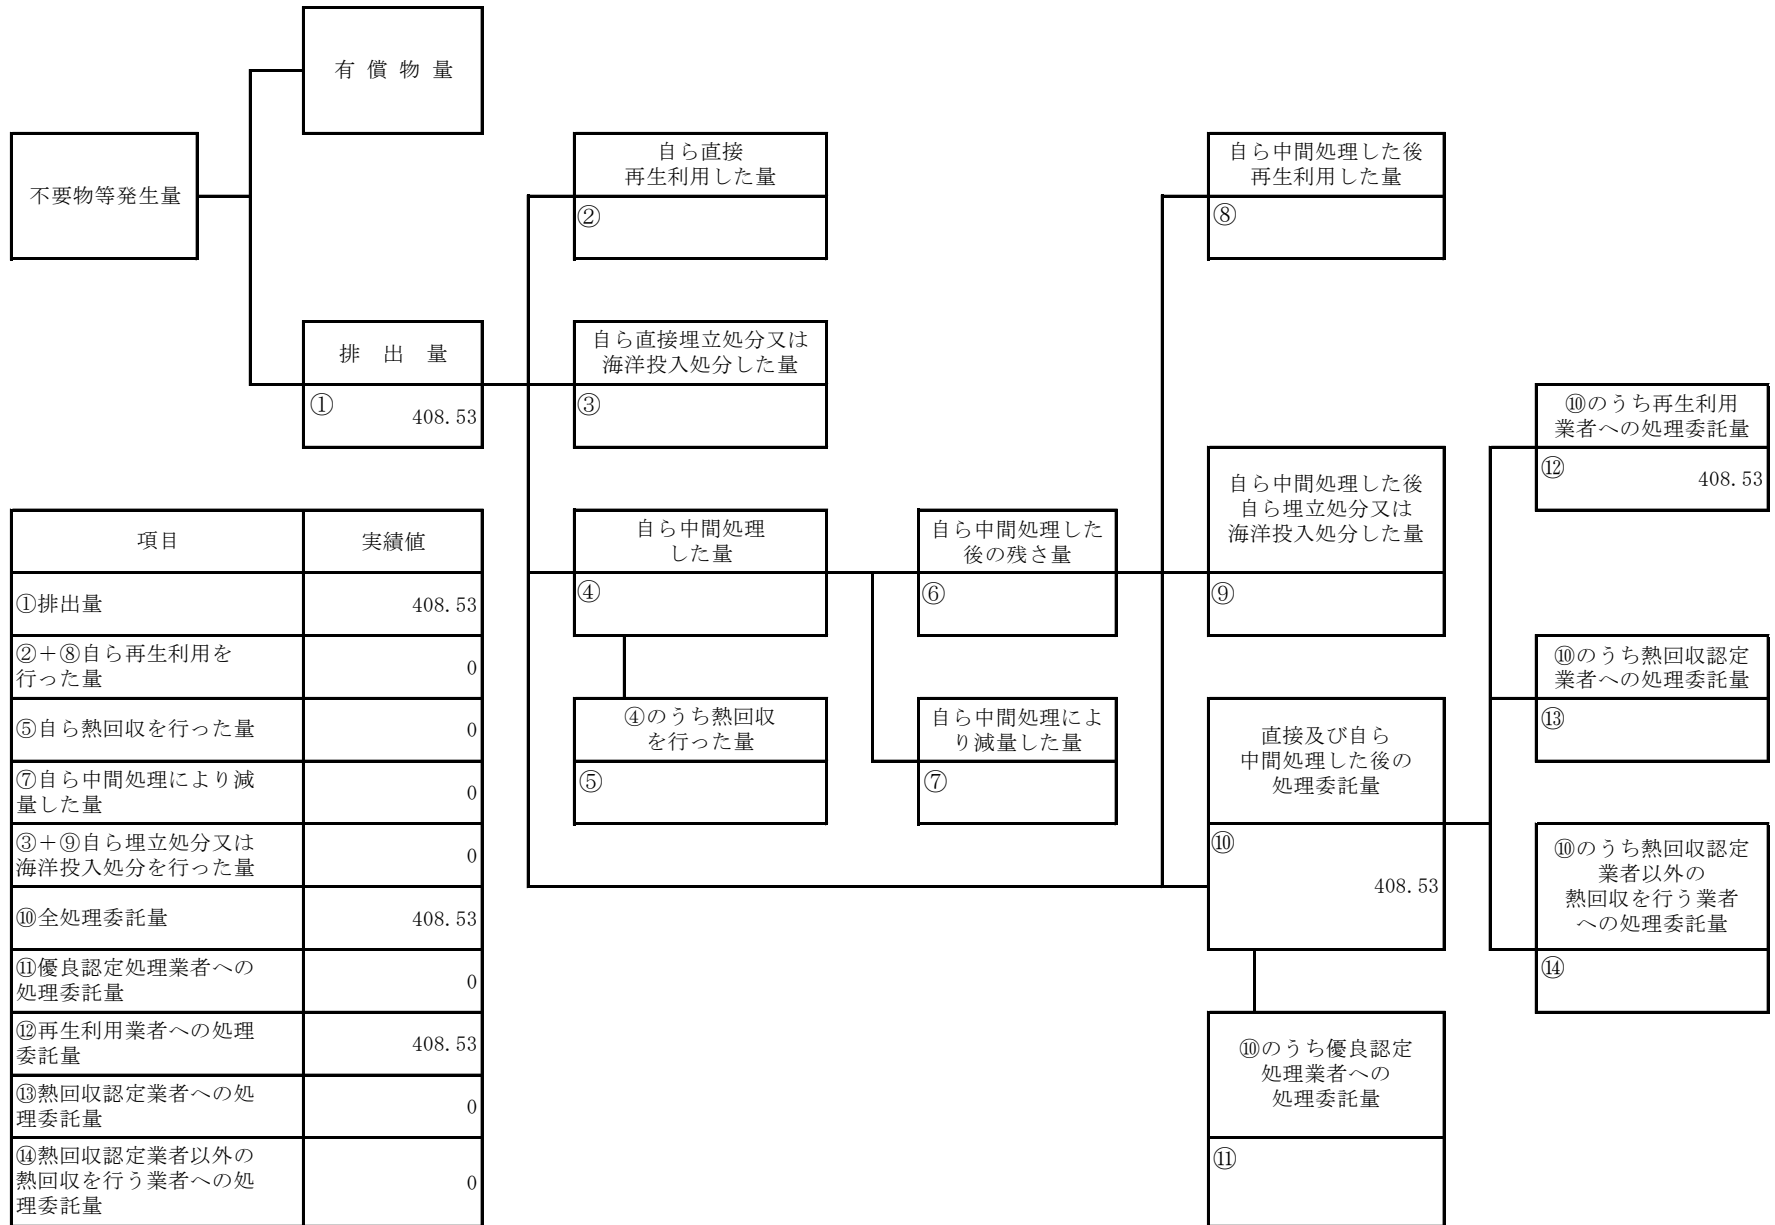 有 償 物 量
不要物等発生量
自ら直接
再生利用した量
②
自ら中間処理した後
再生利用した量
⑧
排 出 量
① 408.53
自ら直接埋立処分又は
海洋投入処分した量
③
⑩のうち再生利用
業者への処理委託量
⑫ 408.53
自ら中間処理
した量
④
自ら中間処理した
後の残さ量
⑥
自ら中間処理した後
自ら埋立処分又は
海洋投入処分した量
⑨
④のうち熱回収
を行った量
⑤
自ら中間処理によ
り減量した量
⑦
直接及び自ら
中間処理した後の
処理委託量
⑩
408.53
⑩のうち熱回収認定
業者への処理委託量
⑬
⑩のうち熱回収認定
業者以外の
熱回収を行う業者
への処理委託量
⑭
⑩のうち優良認定
処理業者への
処理委託量
⑪
項目 実績値
①排出量 408.53
②+⑧自ら再生利用を
行った量 0
⑤自ら熱回収を行った量 0
⑦自ら中間処理により減
量した量 0
③+⑨自ら埋立処分又は
海洋投入処分を行った量 0
⑩全処理委託量 408.53
⑪優良認定処理業者への
処理委託量 0
⑫再生利用業者への処理
委託量 408.53
⑬熱回収認定業者への処
理委託量 0
⑭熱回収認定業者以外の
熱回収を行う業者への処
理委託量 0